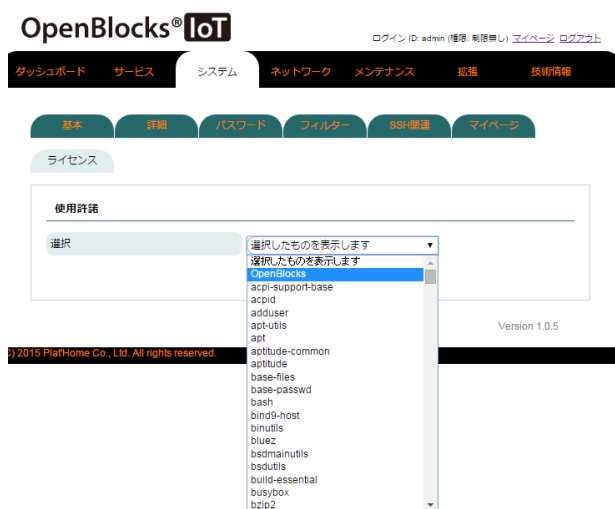 OpenBlocks® IoT
ログイン ID: admin (権限: 制限無し) マイページ ログアウト
ダッシュボード サービス システム ネットワーク メンテナンス 拡張 技術情報
基本 詳細 パスワード フィルター SSH関連 マイページ
ライセンス
使用許諾
選択
選択したものを表示します
選択したものを表示します
OpenBlocks
acpi-support-base
acpid
adduser
apt-utils
apt
aptitude-common
aptitude
base-files
base-passwd
bash
bind9-host
binutils
bluez
bsdmainutils
bsdutils
build-essential
busybox
bzip2
Version 1.0.5
) 2015 Plat'Home Co., Ltd. All rights reserved.